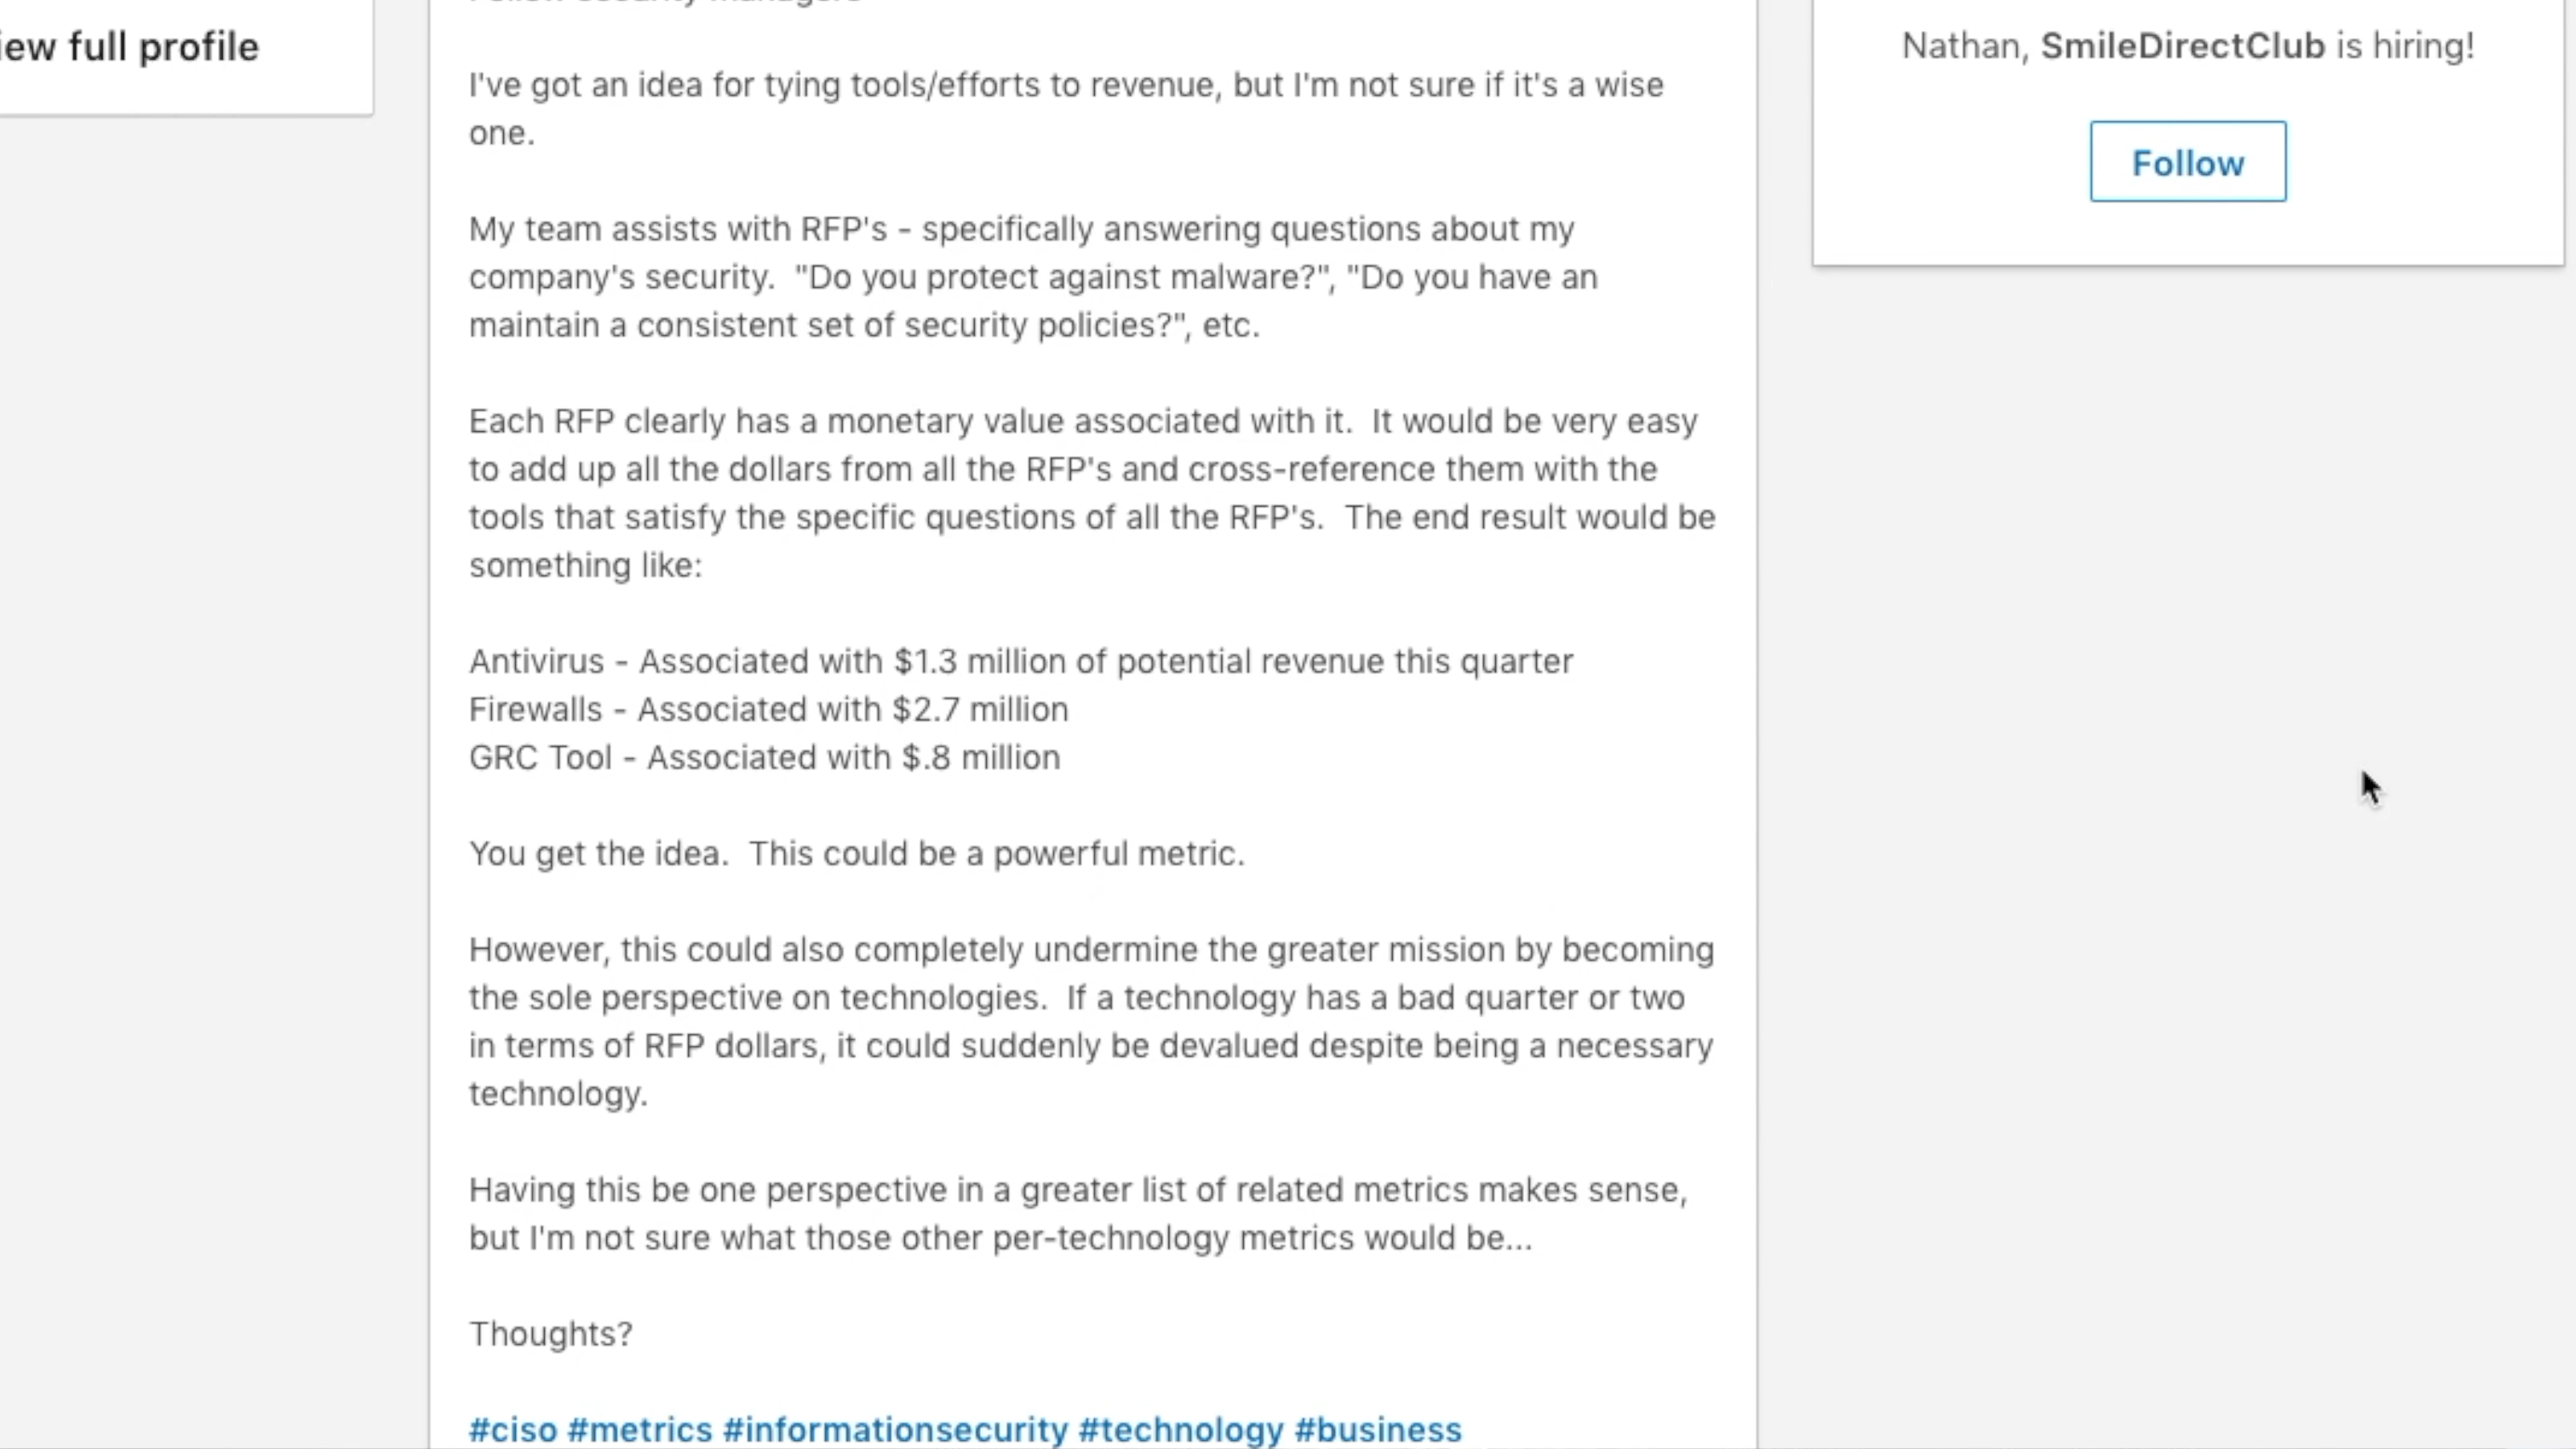 iew full profile
I've got an idea for tying tools/efforts to revenue, but I'm not sure if it's a wise
one.
My team assists with RFP's - specifically answering questions about my
company's security.  "Do you protect against malware?", "Do you have an
maintain a consistent set of security policies?", etc.
Each RFP clearly has a monetary value associated with it.  It would be very easy
to add up all the dollars from all the RFP's and cross-reference them with the
tools that satisfy the specific questions of all the RFP's.  The end result would be
something like:
Antivirus - Associated with $1.3 million of potential revenue this quarter
Firewalls - Associated with $2.7 million
GRC Tool - Associated with $.8 million
You get the idea.  This could be a powerful metric.
However, this could also completely undermine the greater mission by becoming
the sole perspective on technologies.  If a technology has a bad quarter or two
in terms of RFP dollars, it could suddenly be devalued despite being a necessary
technology.
Having this be one perspective in a greater list of related metrics makes sense,
but I'm not sure what those other per-technology metrics would be...
Thoughts?
#ciso #metrics #informationsecurity #technology #business
Nathan, SmileDirectClub is hiring!
Follow